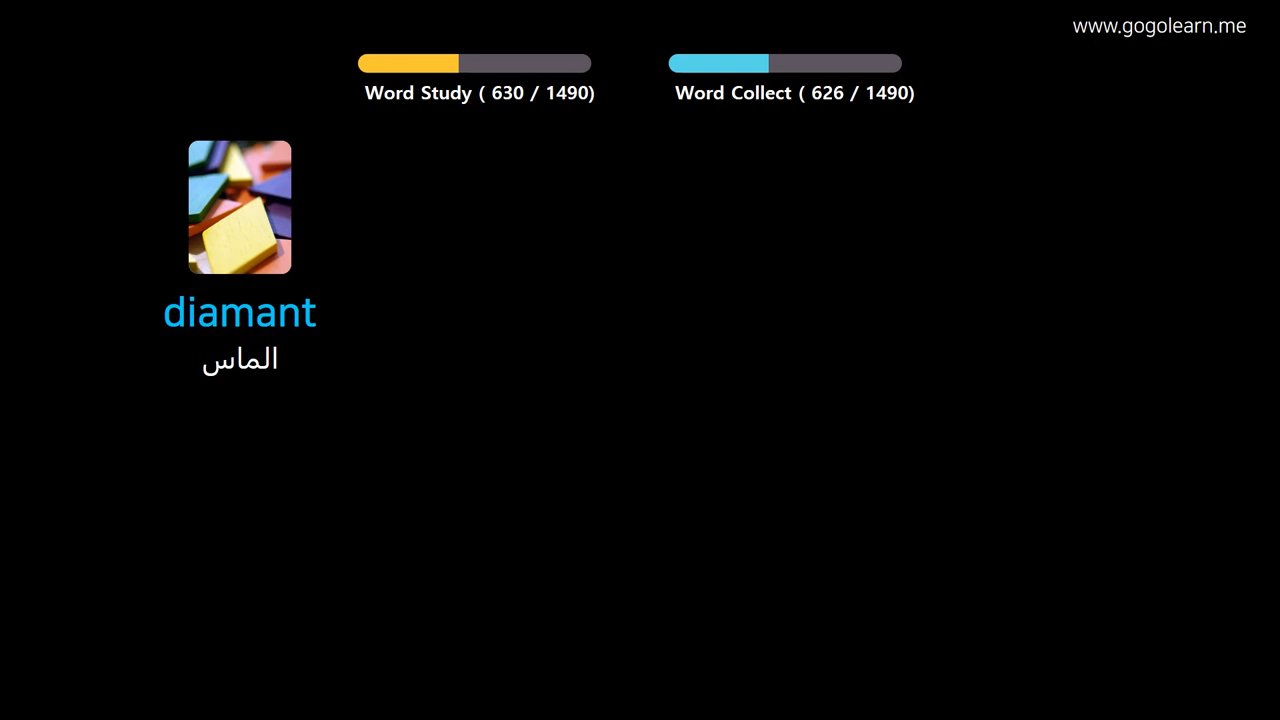 www.gogolearn.me
Word Study ( 630 / 1490)
Word Collect ( 626 / 1490)
diamant
الماس